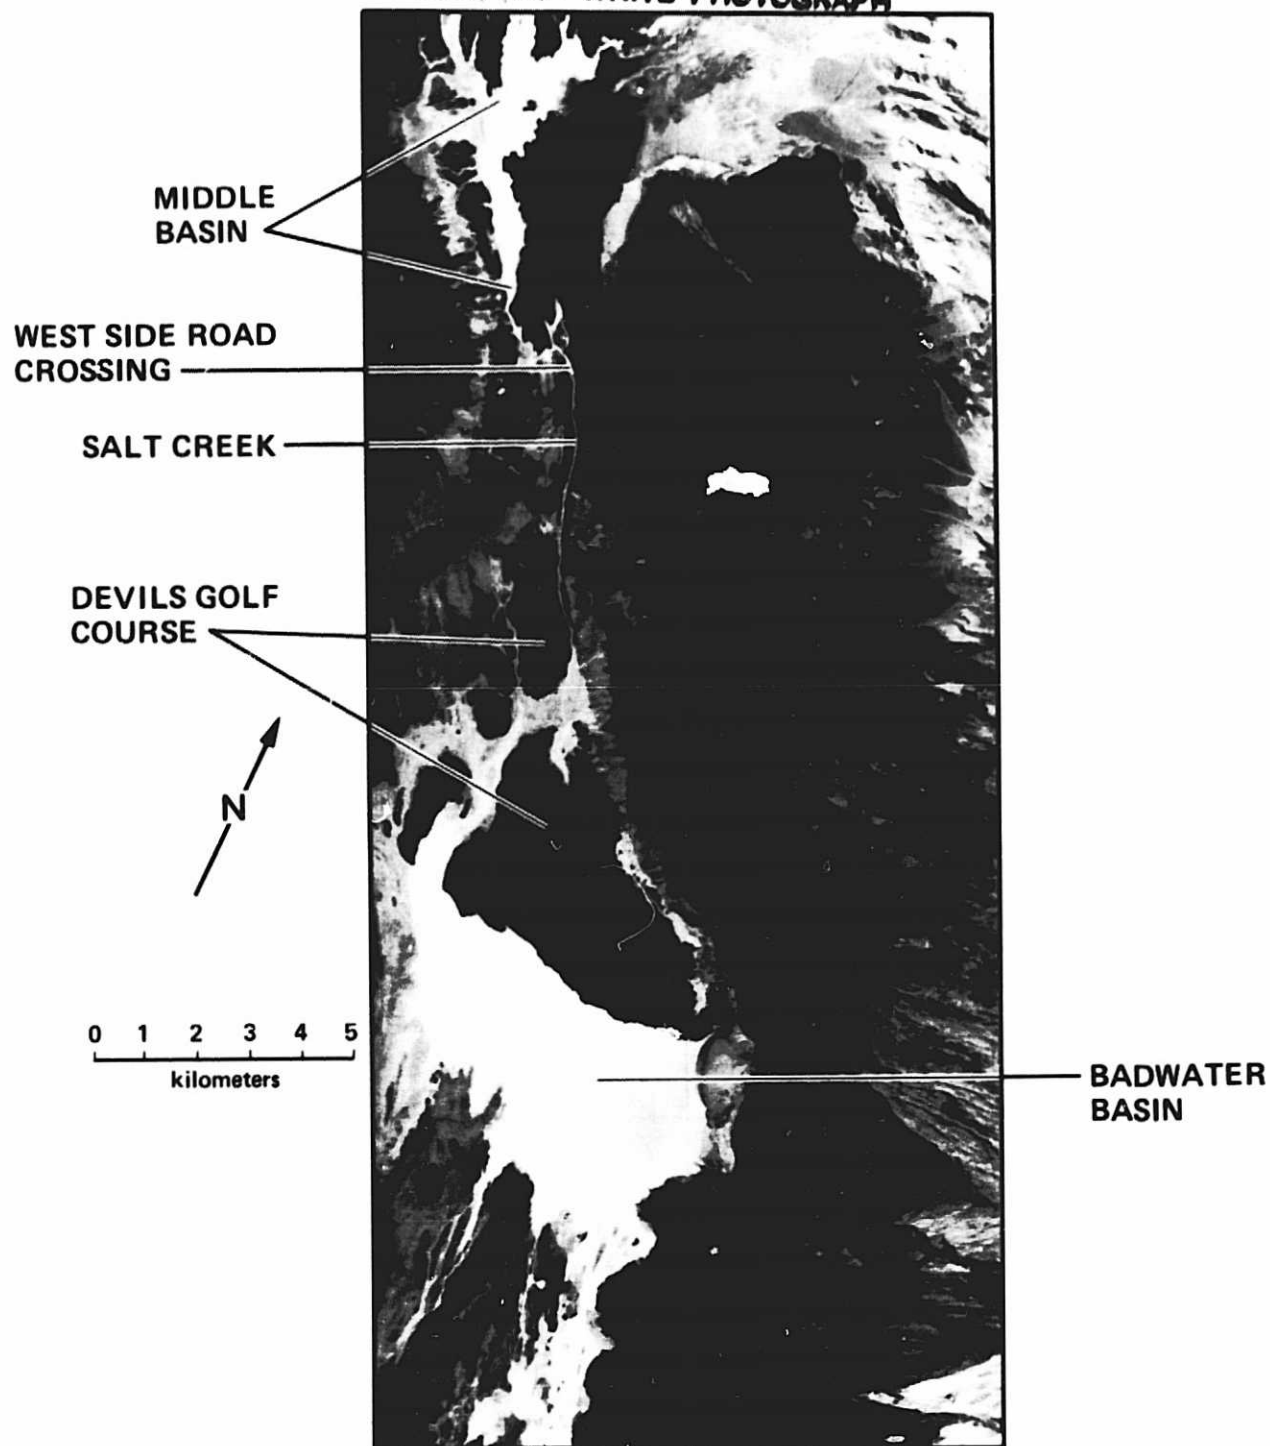 PHOTOGRAPH
MIDDLE
BASIN
WEST SIDE ROAD
CROSSING
SALT CREEK
DEVILS GOLF
COURSE
N
0 1 2 3 4 5
kilometers
BADWATER
BASIN